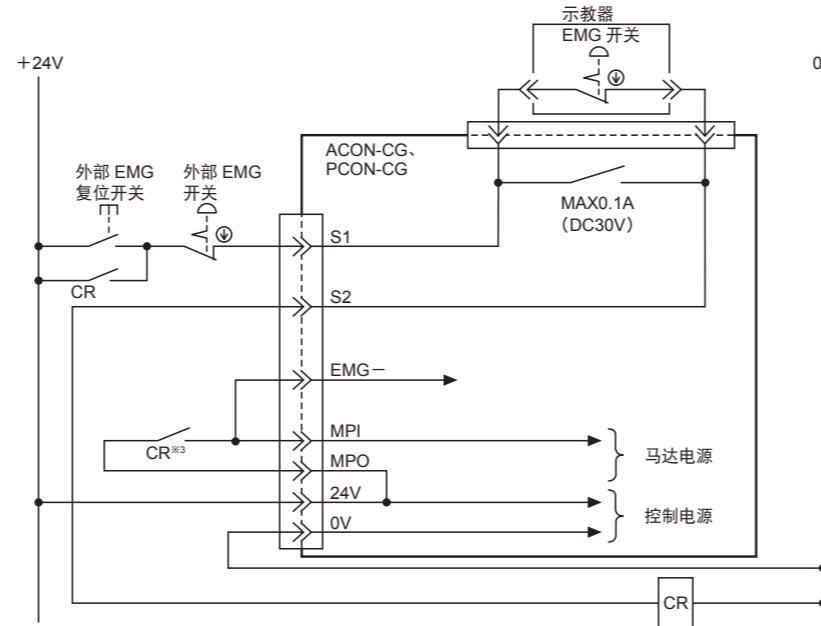 示教器
EMG 开关
+24V
0
ACON-CG、
PCON-CG
外部 EMG
复位开关
外部 EMG
开关
MAX0.1A
（DC30V）
S1
CR
S2
EMG－
MPI
CR※3
MPO
马达电源
24V
控制电源
0V
CR